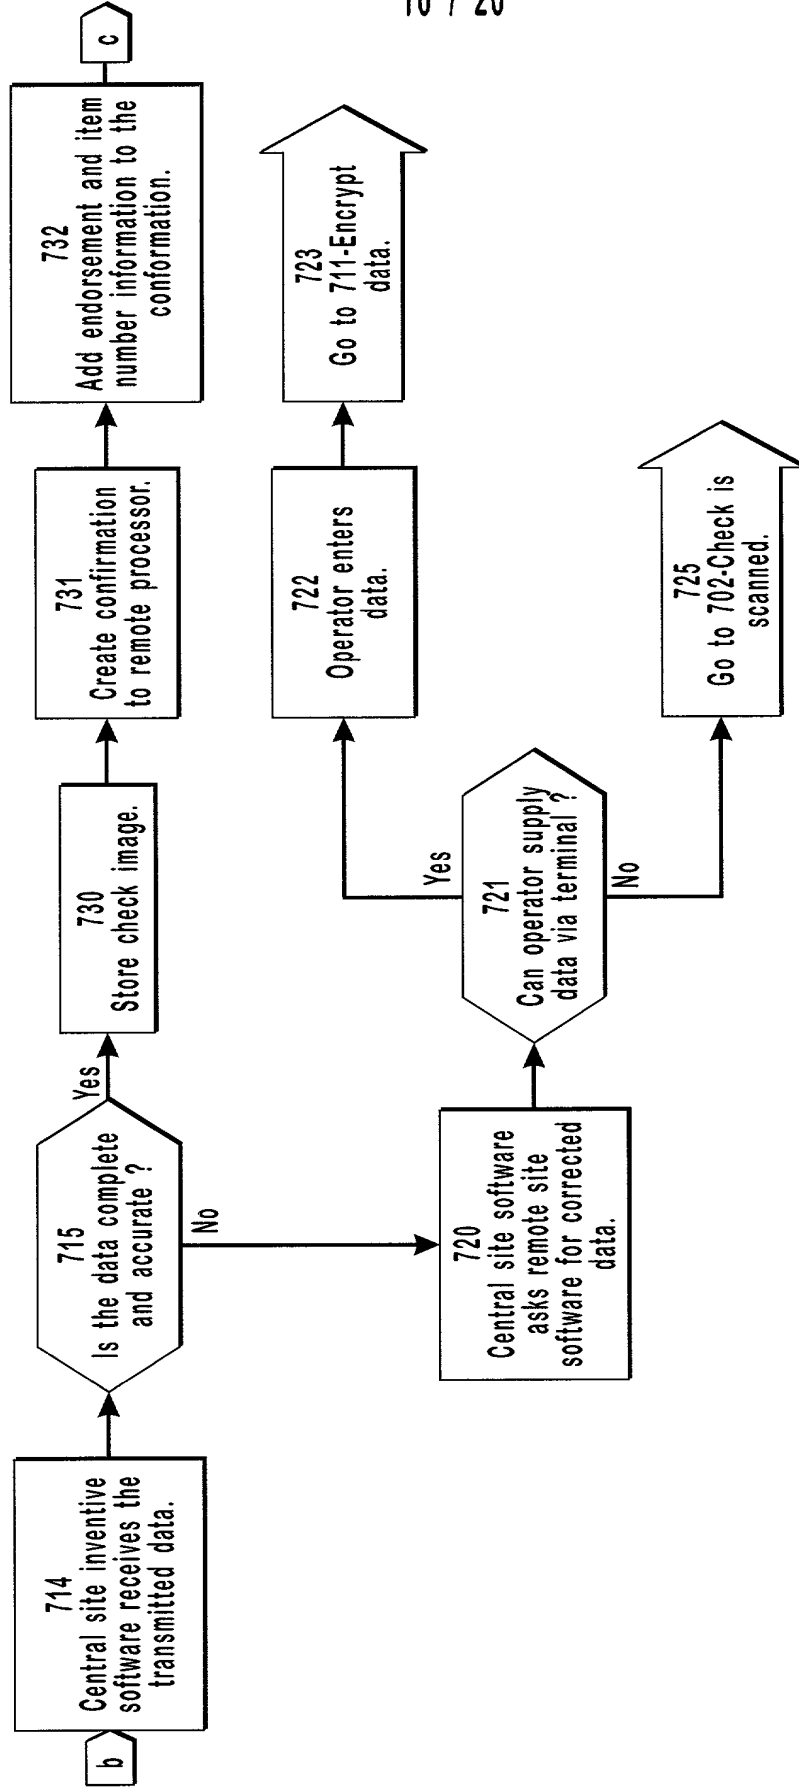 10 / 20
b
714
Central site inventive
software receives the
transmitted data.
715
Is the data complete
and accurate ?
Yes
No
730
Store check image.
731
Create confirmation
to remote processor.
732
Add endorsement and item
number information to the
conformation.
c
720
Central site software
asks remote site
software for corrected
data.
721
Can operator supply
data via terminal ?
Yes
No
722
Operator enters
data.
723
Go to 711-Encrypt
data.
725
Go to 702-Check is
scanned.